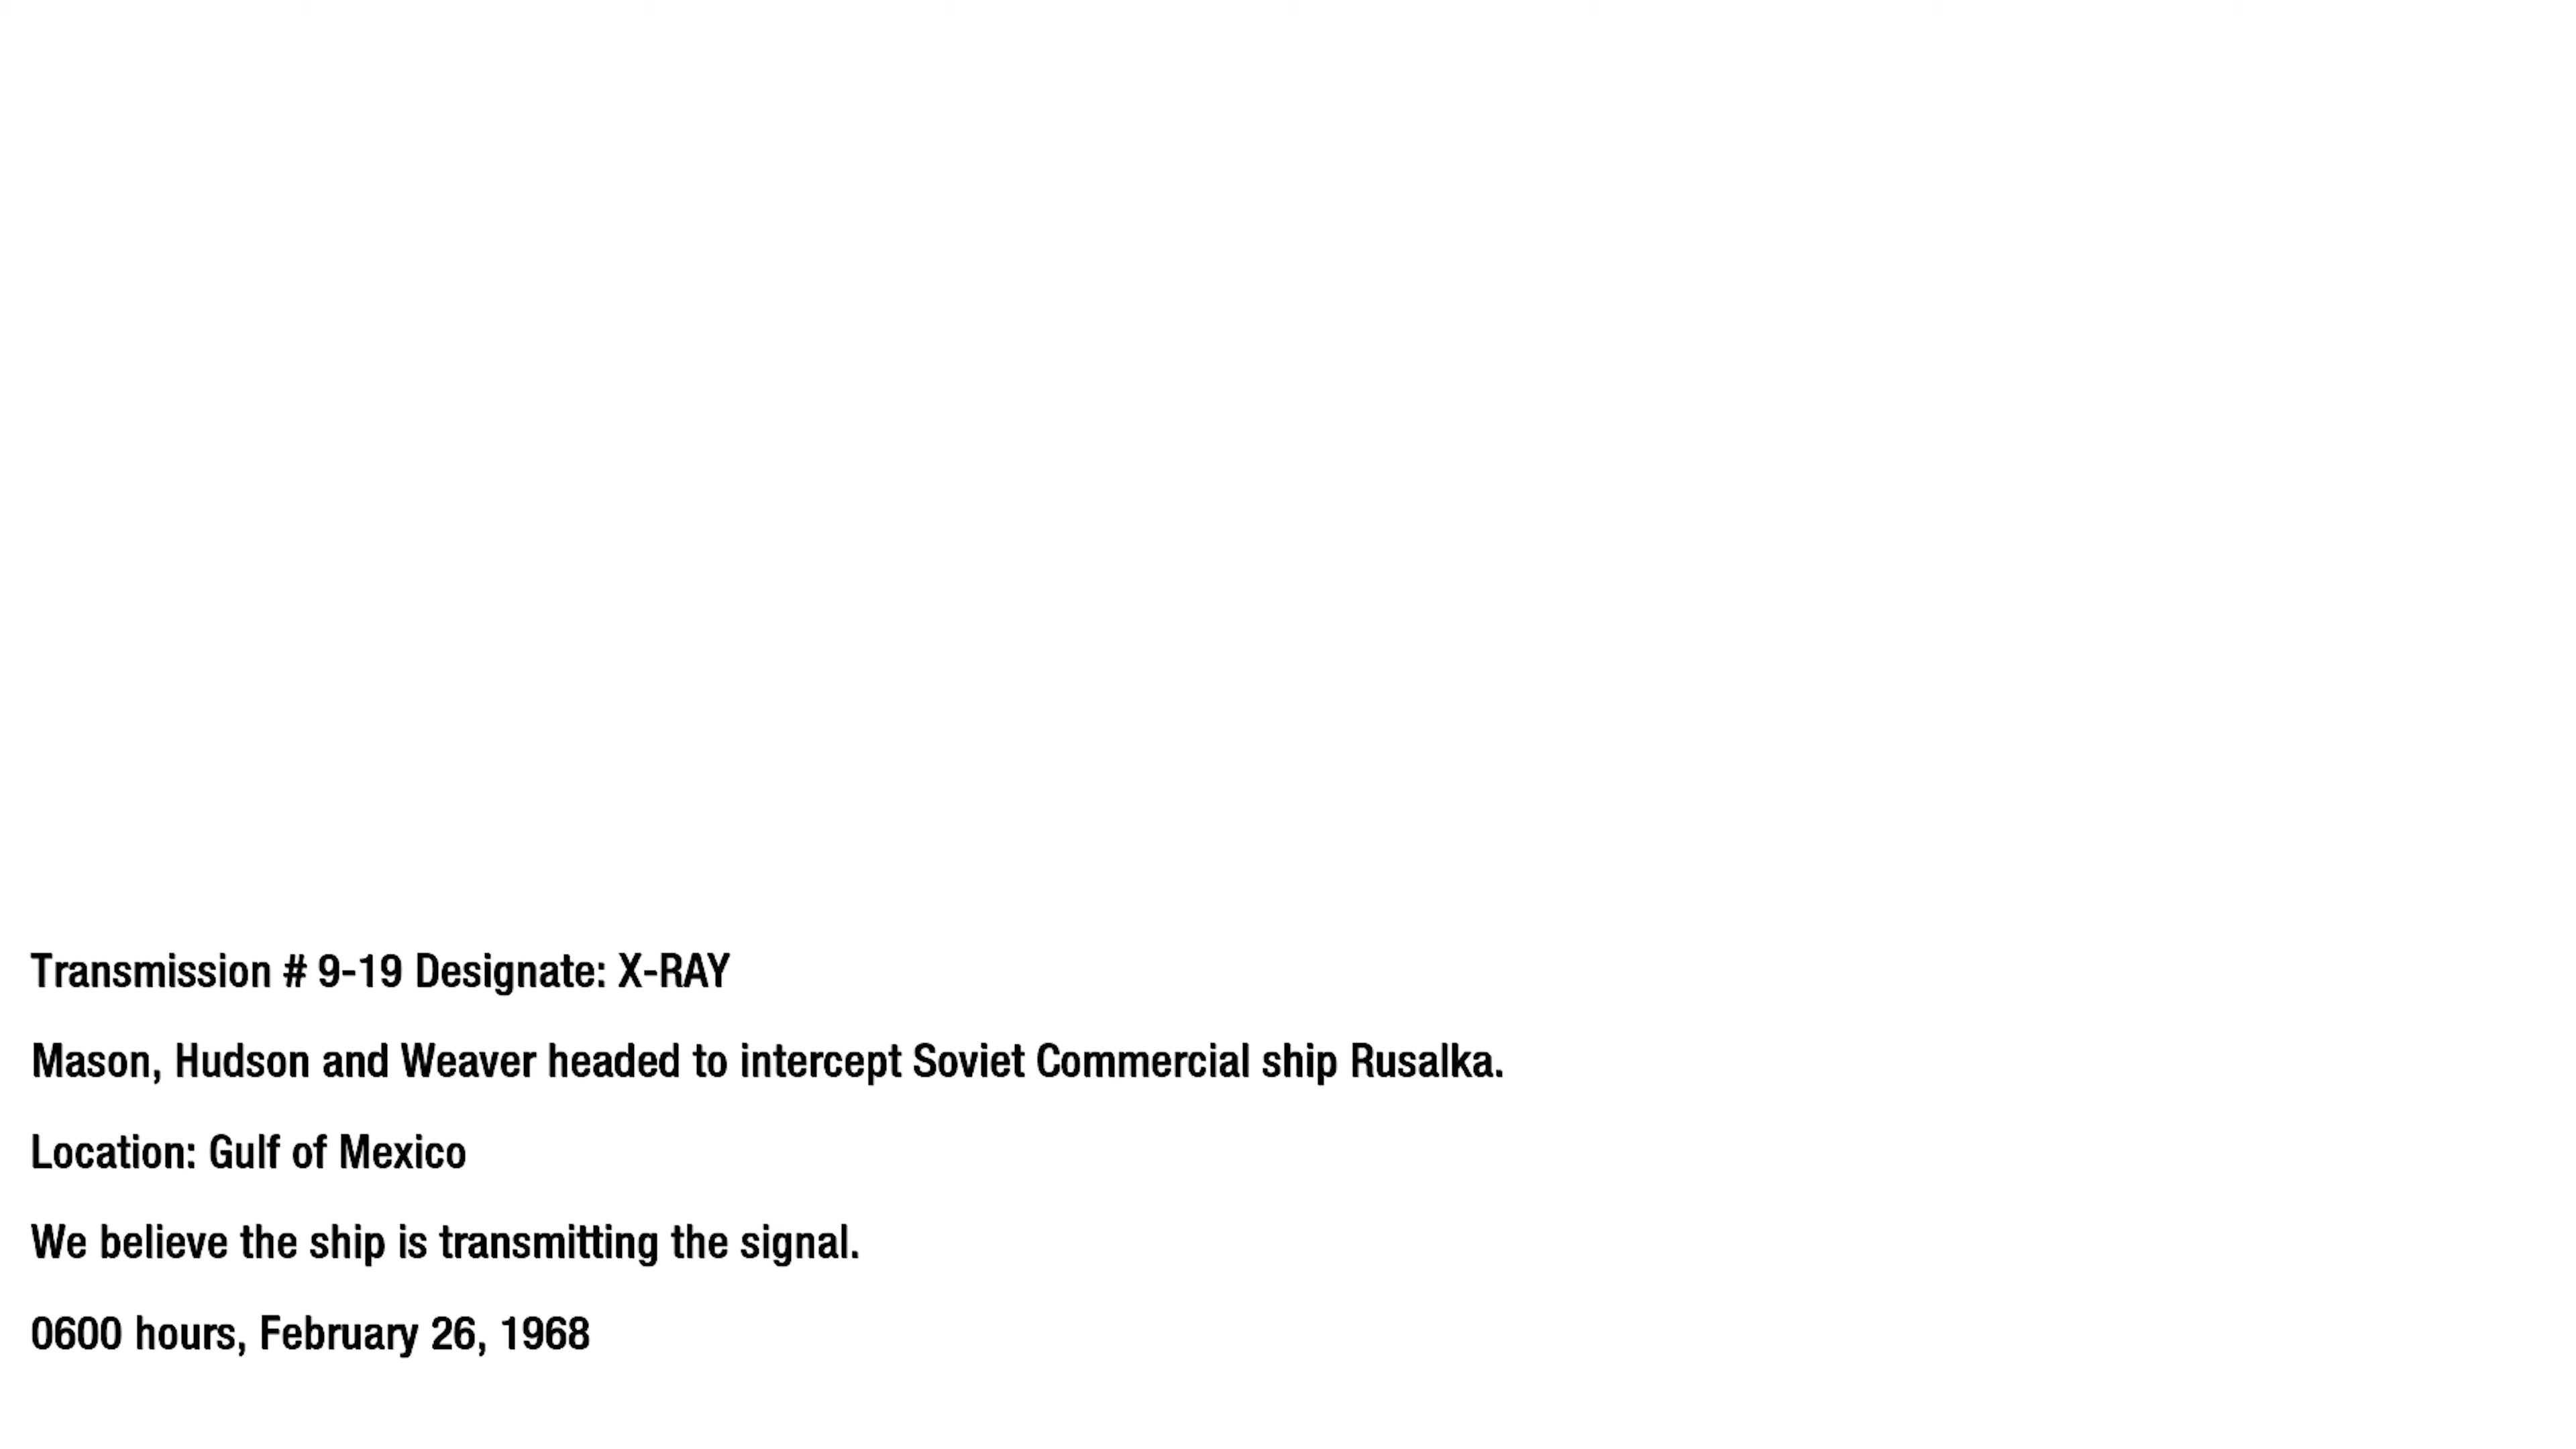 Transmission # 9-19 Designate: X-RAY
Mason, Hudson and Weaver headed to intercept Soviet Commercial ship Rusalka.
Location: Gulf of Mexico
We believe the ship is transmitting the signal.
0600 hours, February 26, 1968